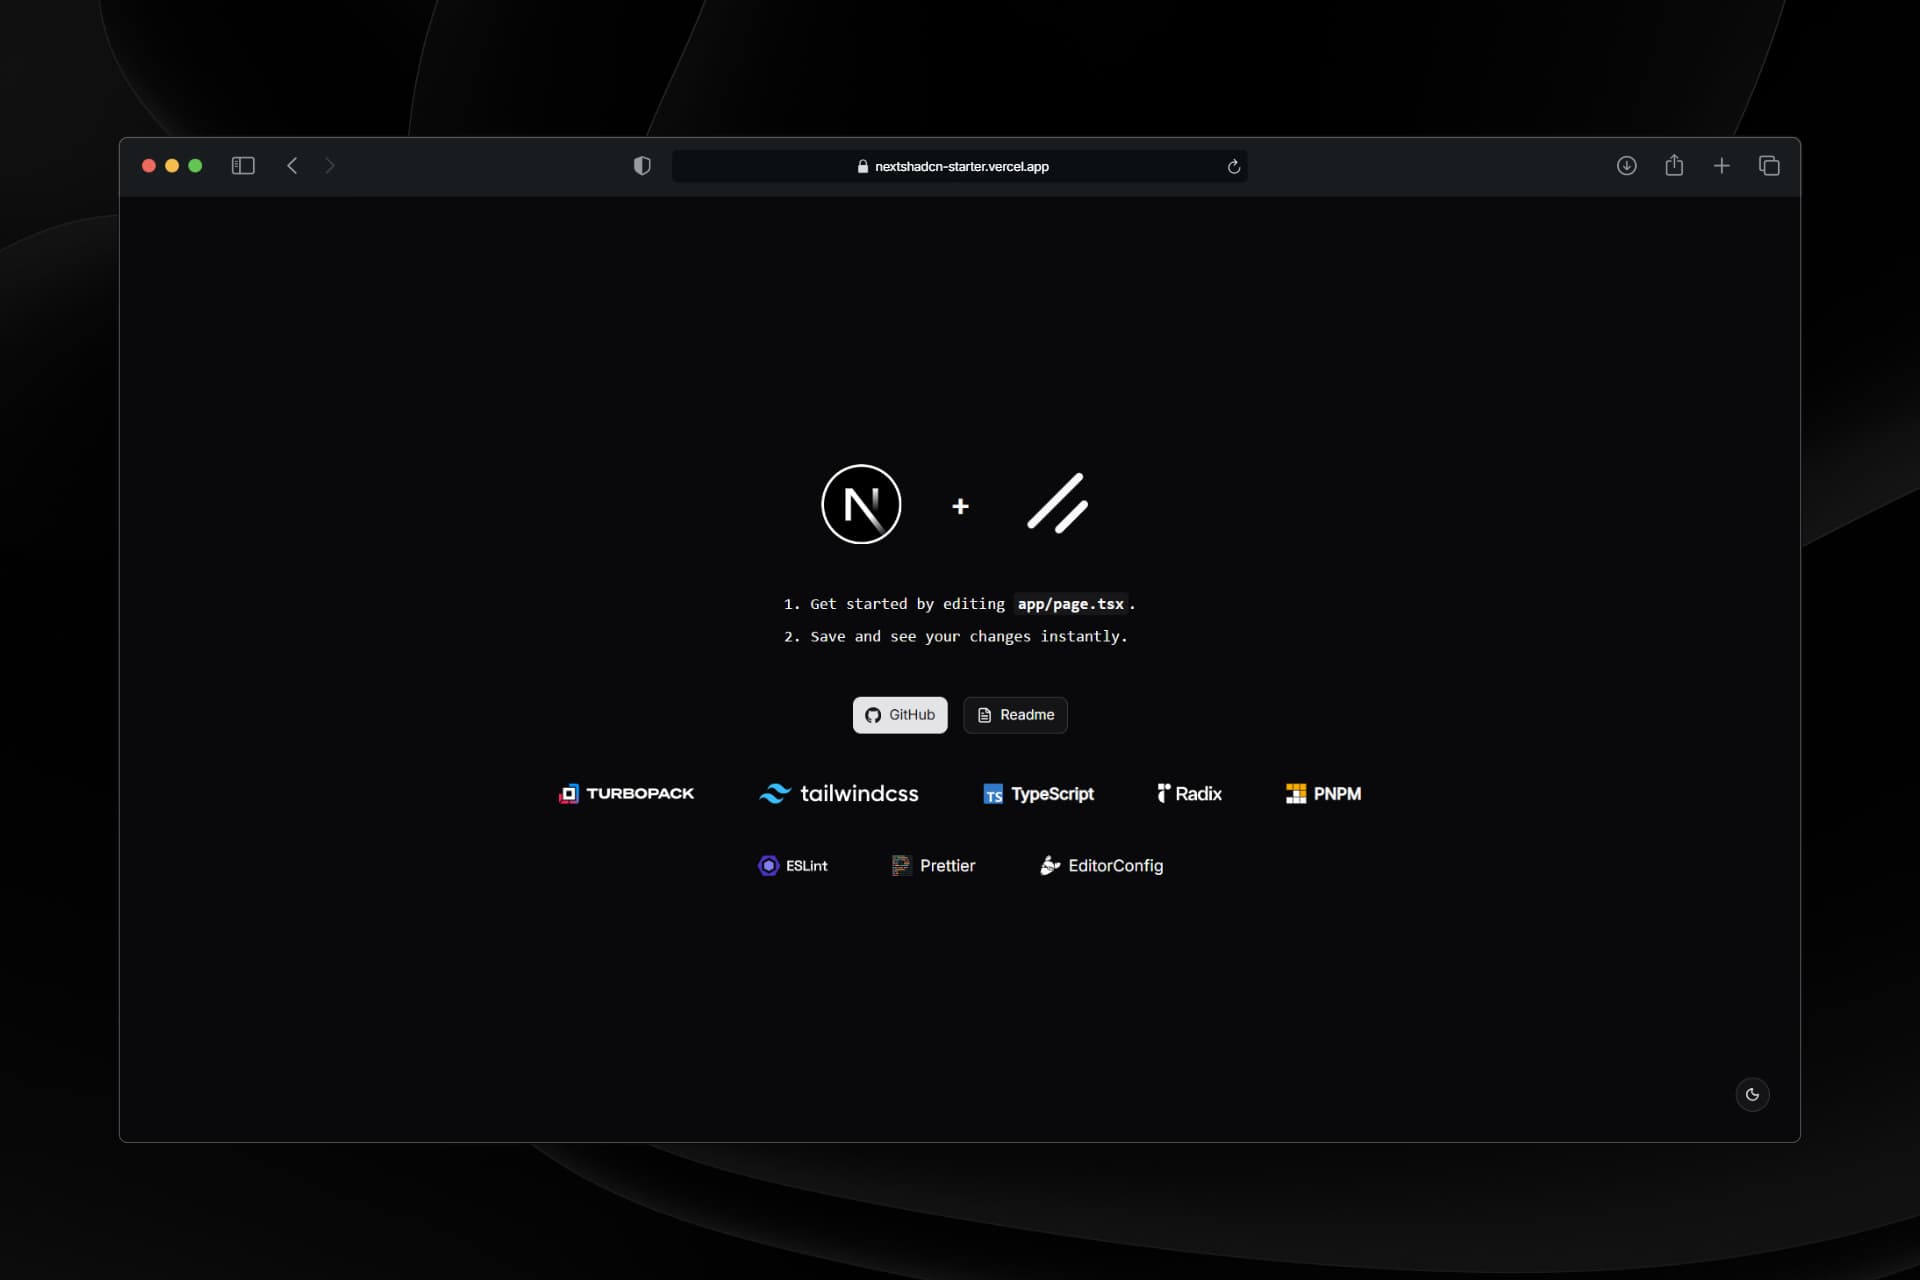 nextshadcn-starter.vercel.app
N +
1. Get started by editing app/page.tsx.
2. Save and see your changes instantly.
GitHub Readme
TURBOPACK tailwindcss TS TypeScript Radix PNPM
ESLint Prettier EditorConfig